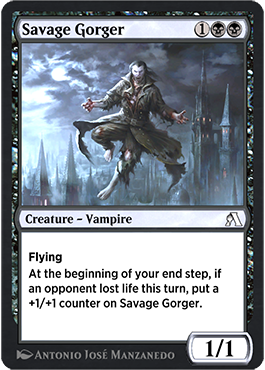 Savage Gorger 1
Creature – Vampire
Flying
At the beginning of your end step, if
an opponent lost life this turn, put a
+1/+1 counter on Savage Gorger.
Antonio José Manzanedo
1/1